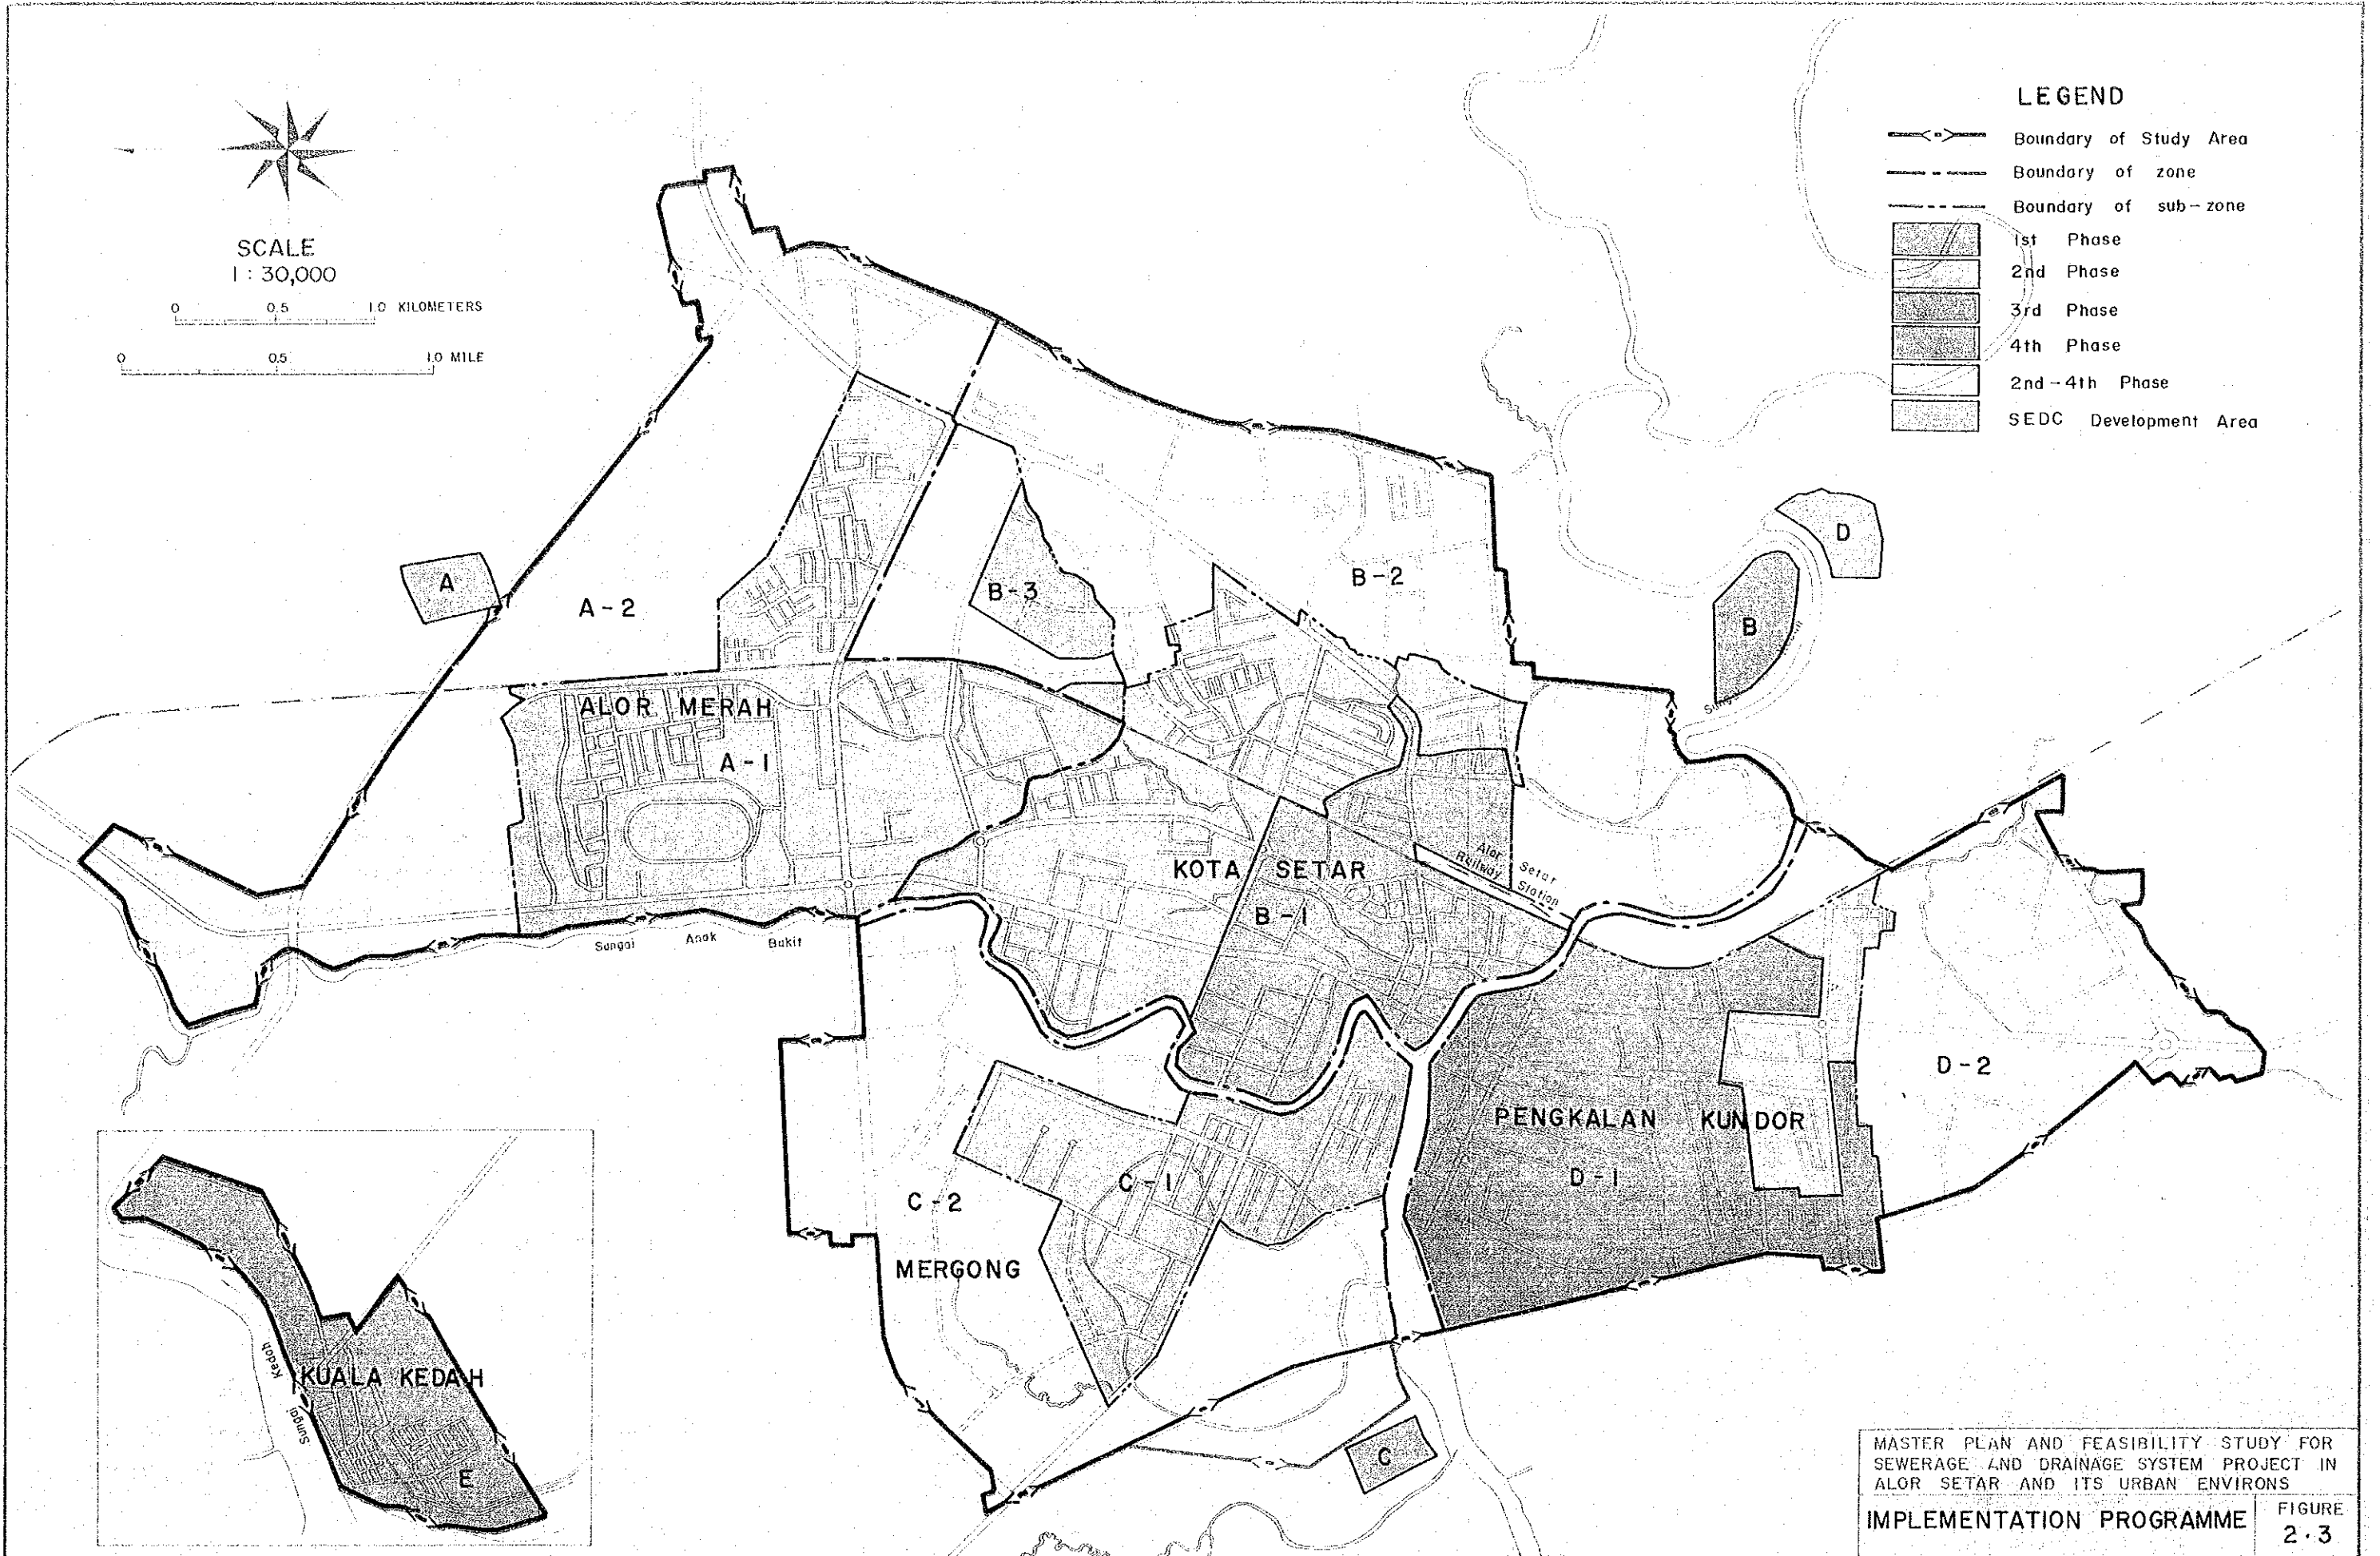 LEGEND
Boundary of Study Area
Boundary of zone
Boundary of sub-zone
1st Phase
2nd Phase
3rd Phase
4th Phase
2nd-4th Phase
SEDC Development Area
SCALE
1 : 30,000
0 0.5 1.0 KILOMETERS
0 0.5 1.0 MILE
A
A-2
B-3
B-2
D
B
ALOR MERAH
A-1
KOTA SETAR
B-1
Alor Setar
Railway Station
Sungai Anak Bukit
D-2
PENGKALAN KUNDOR
D-1
C-1
C-2
MERGONG
C
KUALA KEDAH
E
Sungai Kedah
MASTER PLAN AND FEASIBILITY STUDY FOR
SEWERAGE AND DRAINAGE SYSTEM PROJECT IN
ALOR SETAR AND ITS URBAN ENVIRONS
IMPLEMENTATION PROGRAMME
FIGURE
2·3